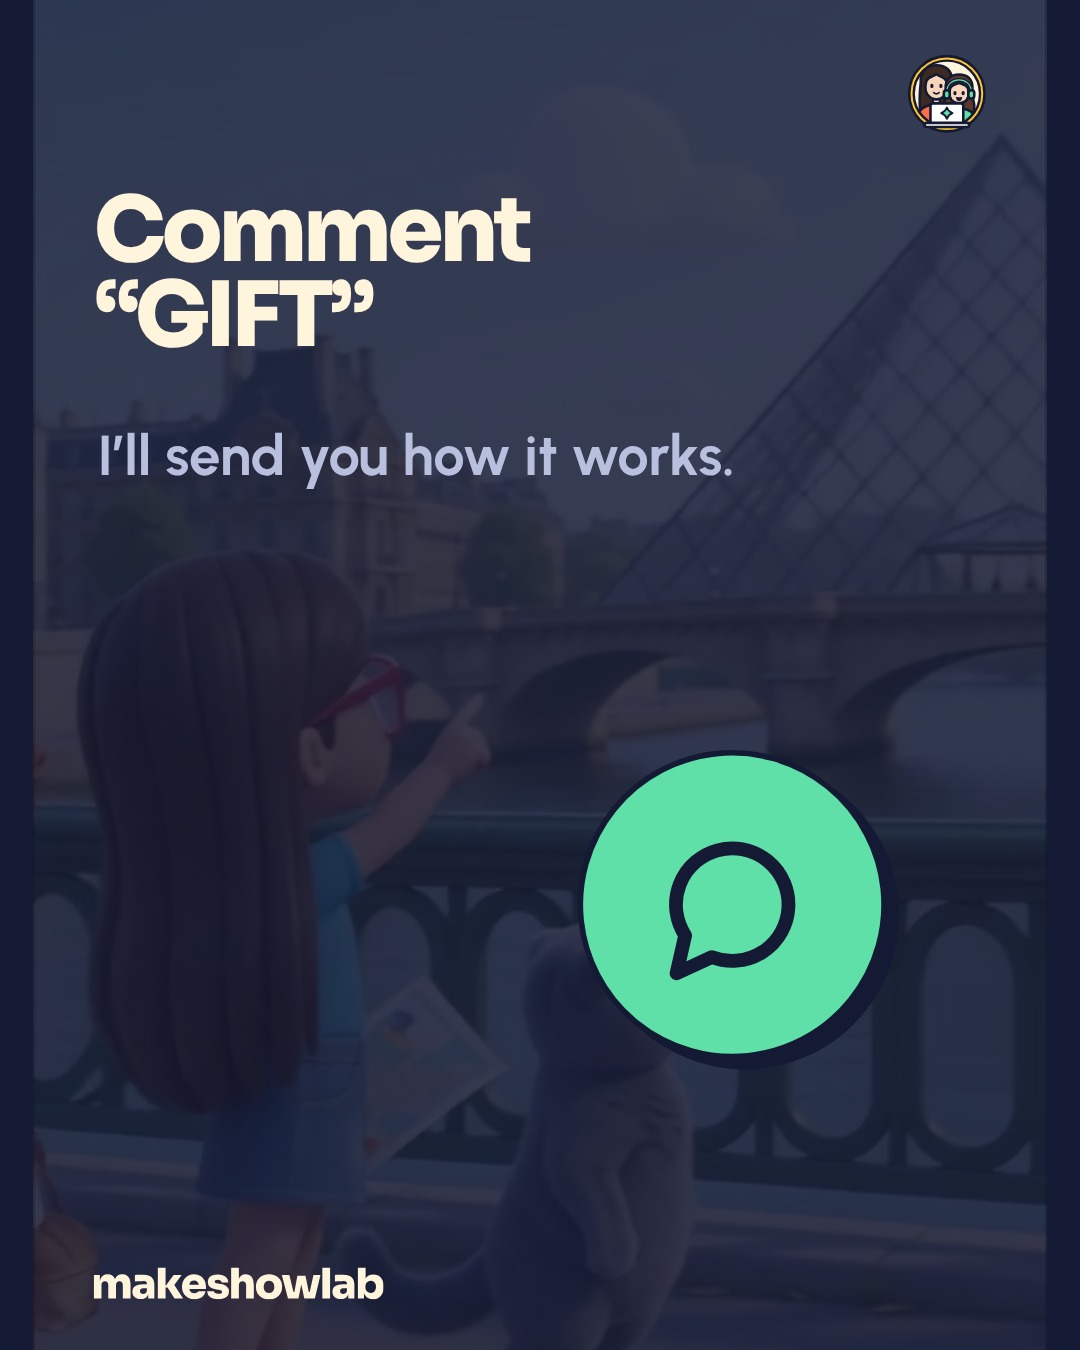 Comment
“GIFT”
I’ll send you how it works.
makeshowlab